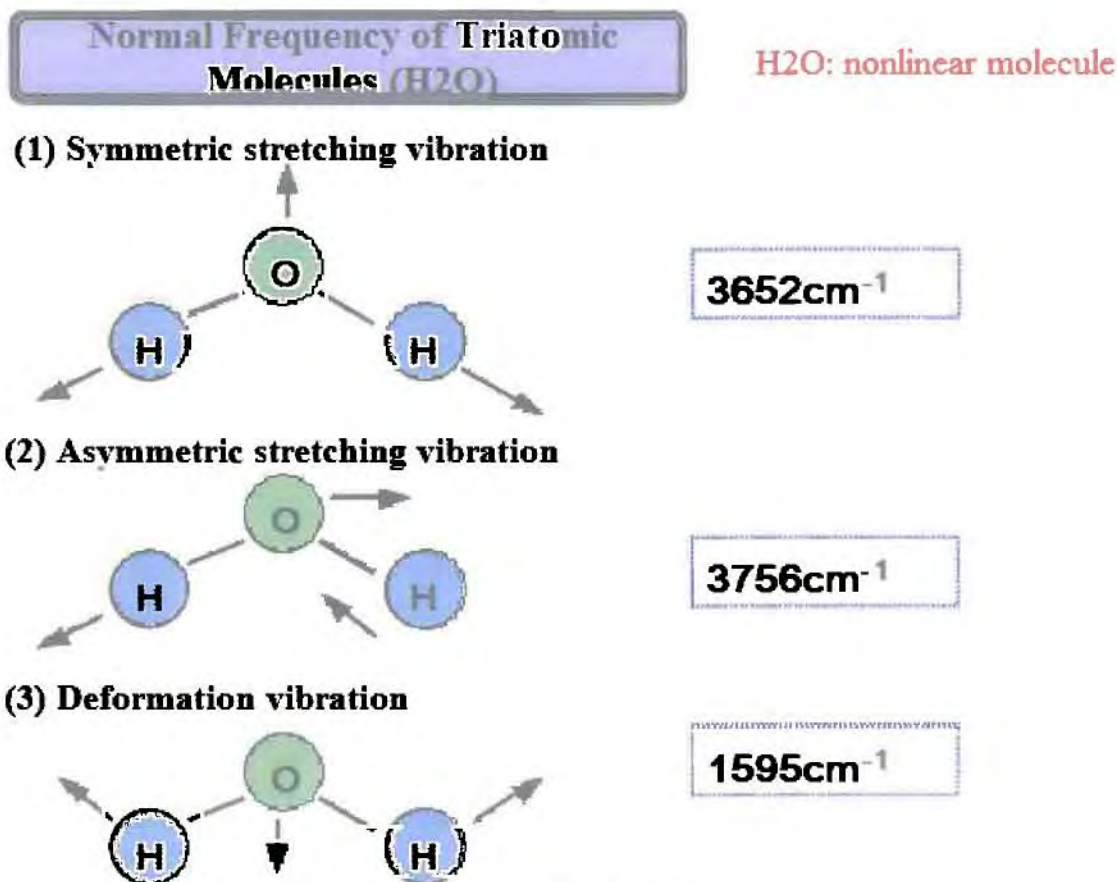 Normal Frequency of Triatomic
Molecules (H2O)
H2O: nonlinear molecule
(1) Symmetric stretching vibration
O
H H
3652cm-1
(2) Asymmetric stretching vibration
O
H H
3756cm-1
(3) Deformation vibration
O
H H
1595cm-1